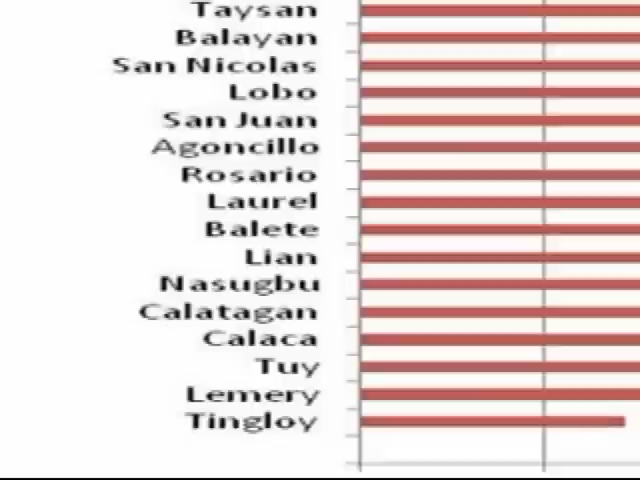 Taysan
Balayan
San Nicolas
Lobo
San Juan
Agoncillo
Rosario
Laurel
Balete
Lian
Nasugbu
Calatagan
Calaca
Tuy
Lemery
Tingloy